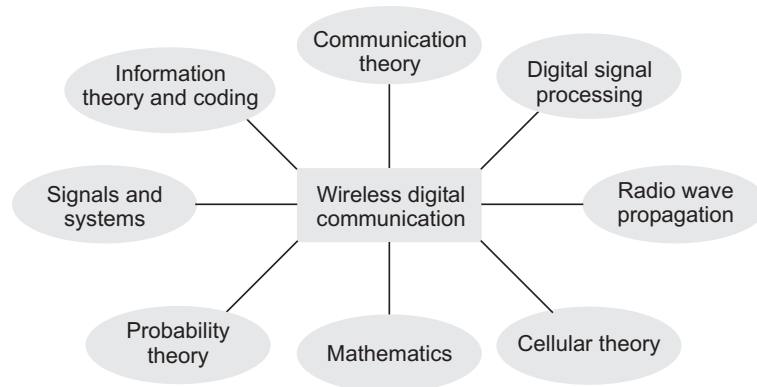 Communication
theory
Information
theory and coding
Digital signal
processing
Signals and
systems
Wireless digital
communication
Radio wave
propagation
Probability
theory
Mathematics
Cellular theory